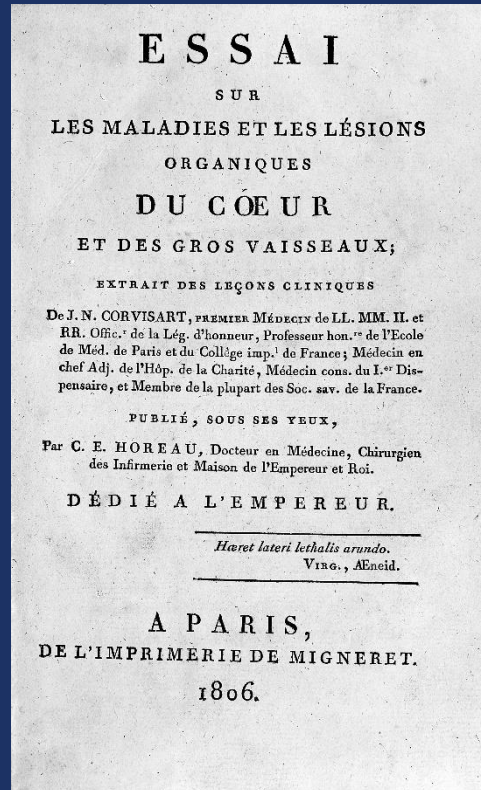 ESSAI
SUR
LES MALADIES ET LES LÉSIONS
ORGANIQUES
DU CŒUR
ET DES GROS VAISSEAUX;
EXTRAIT DES LEÇONS CLINIQUES
De J. N. CORVISART, PREMIER MÉDECIN de LL. MM. II. et
RR. Offic.r de la Lég. d'honneur, Professeur hon.re de l'Ecole
de Méd. de Paris et du Collège imp.l de France; Médecin en
chef Adj. de l'Hôp. de la Charité, Médecin cons. du I.er Dis-
pensaire, et Membre de la plupart des Soc. sav. de la France.
PUBLIÉ, SOUS SES YEUX,
Par C. E. HOREAU, Docteur en Médecine, Chirurgien
des Infirmerie et Maison de l'Empereur et Roi.
DÉDIÉ A L'EMPEREUR.
Hæret lateri lethalis arundo.
VIRG., Æneid.
A PARIS,
DE L'IMPRIMERIE DE MIGNERET.
1806.